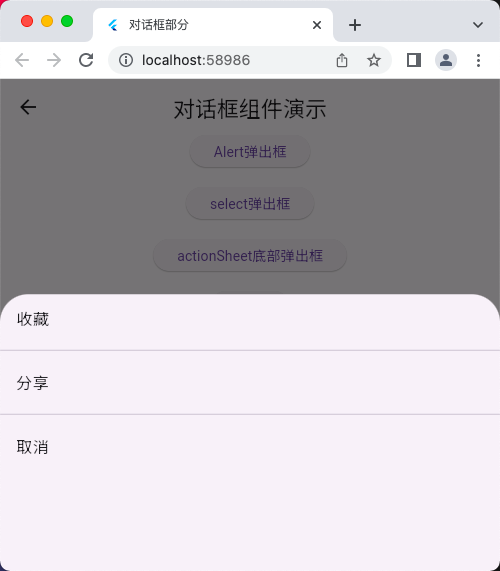 对话框部分
localhost:58986
对话框组件演示
Alert弹出框
select弹出框
actionSheet底部弹出框
收藏
分享
取消